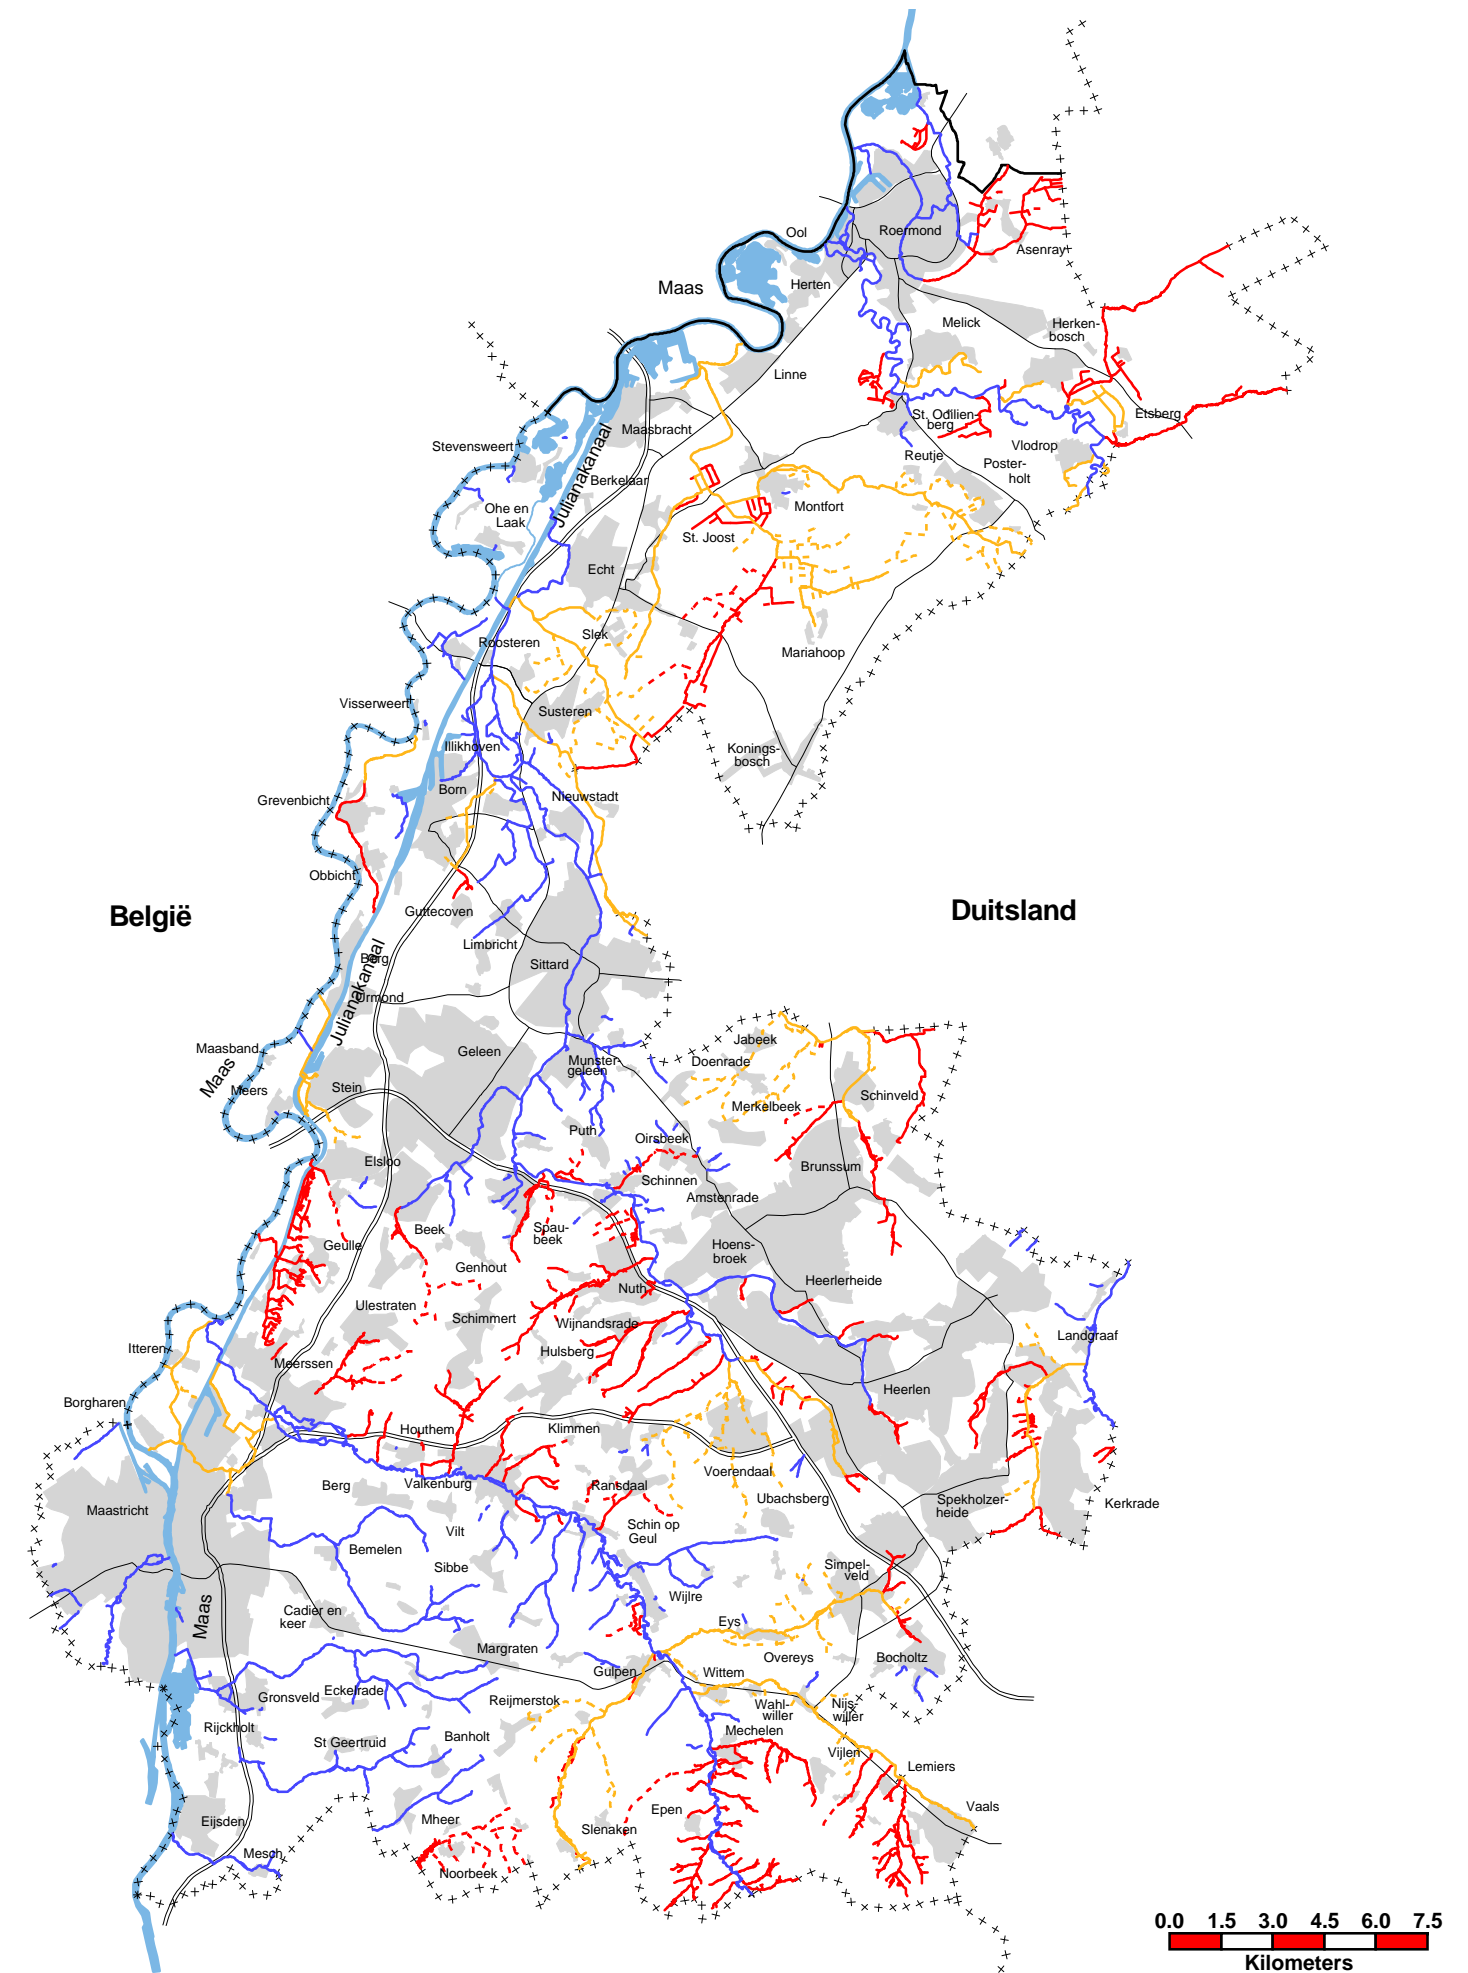 Ool
Roermond
Asenray
Maas
Herten
Melick
Herken-
bosch
Linne
Maasbracht
St. Odilien-
berg
Etsberg
Stevensweert
Vlodrop
Reutje
Poster-
holt
Julianakanaal
Berkelaar
Ohe en
Laak
Montfort
St. Joost
Echt
Slek
Roosteren
Mariahoop
Visserweert
Susteren
Illikhoven
Konings-
bosch
Born
Nieuwstadt
Grevenbicht
Obbicht
België
Duitsland
Guttecoven
Limbricht
Berg
Sittard
Urmond
Julianakanaal
Maasband
Maas
Meers
Geleen
Stein
Munster-
geleen
Jabeek
Doenrade
Merkelbeek
Schinveld
Puth
Oirsbeek
Elsloo
Schinnen
Brunssum
Amstenrade
Beek
Spau-
beek
Geulle
Genhout
Hoens-
broek
Heerlerheide
Nuth
Ulestraten
Schimmert
Wijnandsrade
Landgraaf
Itteren
Meerssen
Hulsberg
Heerlen
Borgharen
Houthem
Klimmen
Voerendaal
Berg
Valkenburg
Ransdaal
Ubachsberg
Spekholzer-
heide
Kerkrade
Maastricht
Vilt
Schin op
Geul
Bemelen
Sibbe
Simpel-
veld
Wijlre
Maas
Cadier en
keer
Eys
Margraten
Overeys
Bocholtz
Gulpen
Wittem
Gronsveld
Eckelrade
Reijmerstok
Wahl-
willer
Nijs-
willer
Rijckholt
St Geertruid
Banholt
Mechelen
Vijlen
Lemiers
Eijsden
Mheer
Epen
Vaals
Slenaken
Mesch
Noorbeek
0.0 1.5 3.0 4.5 6.0 7.5
Kilometers